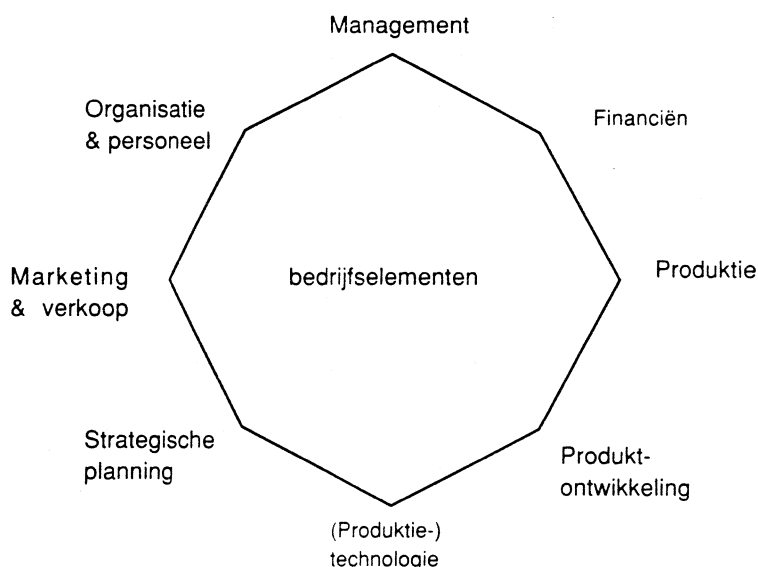 Management
Organisatie
& personeel
Financiën
Marketing
& verkoop
bedrijfselementen
Produktie
Strategische
planning
Produkt-
ontwikkeling
(Produktie-)
technologie